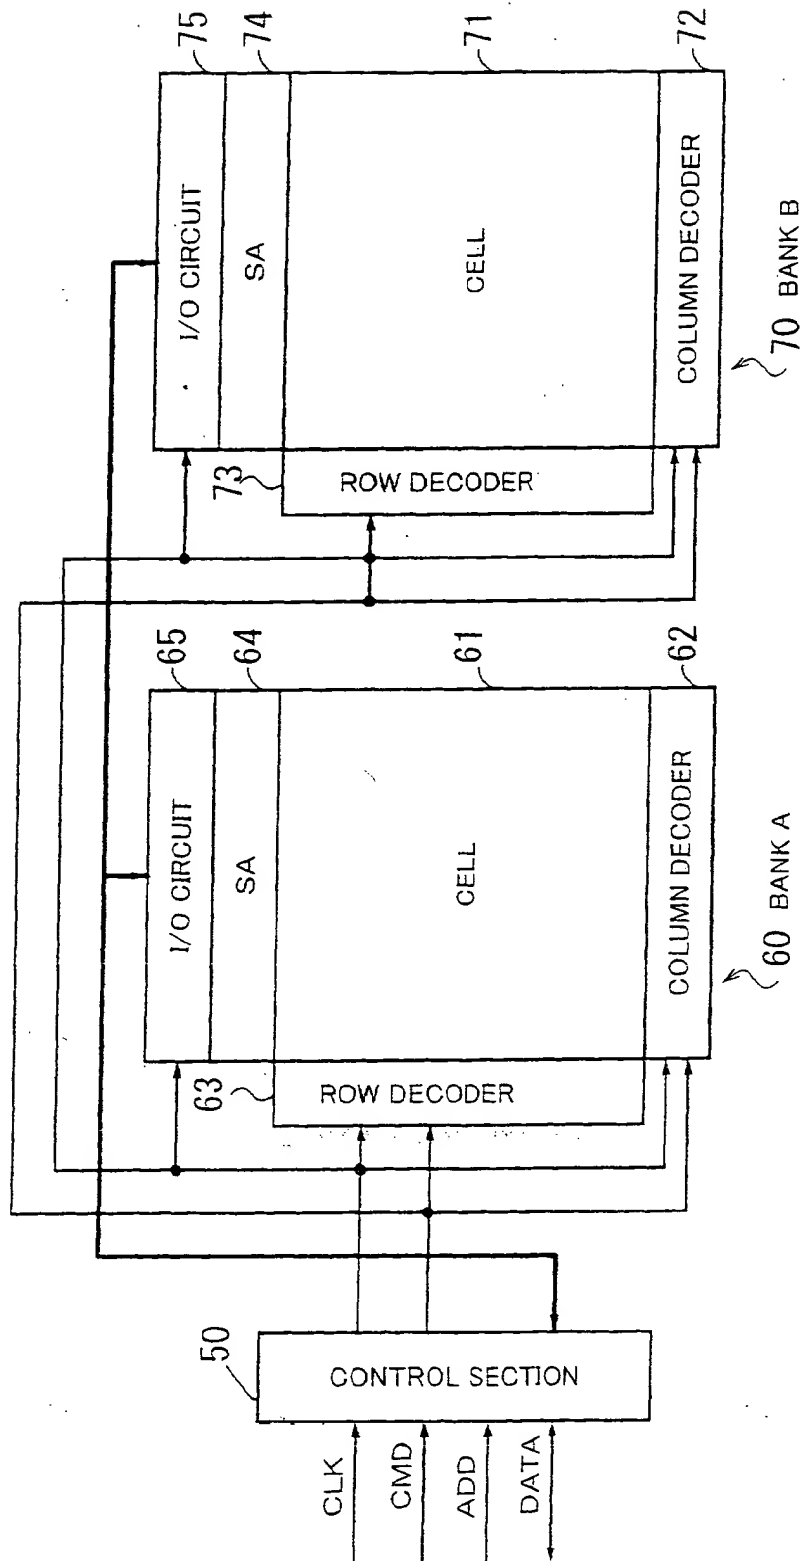 CLK
CMD
ADD
DATA
50
CONTROL SECTION
65
64
61
62
63
I/O CIRCUIT
SA
CELL
ROW DECODER
COLUMN DECODER
60 BANK A
75
74
71
72
73
I/O CIRCUIT
SA
CELL
ROW DECODER
COLUMN DECODER
70 BANK B